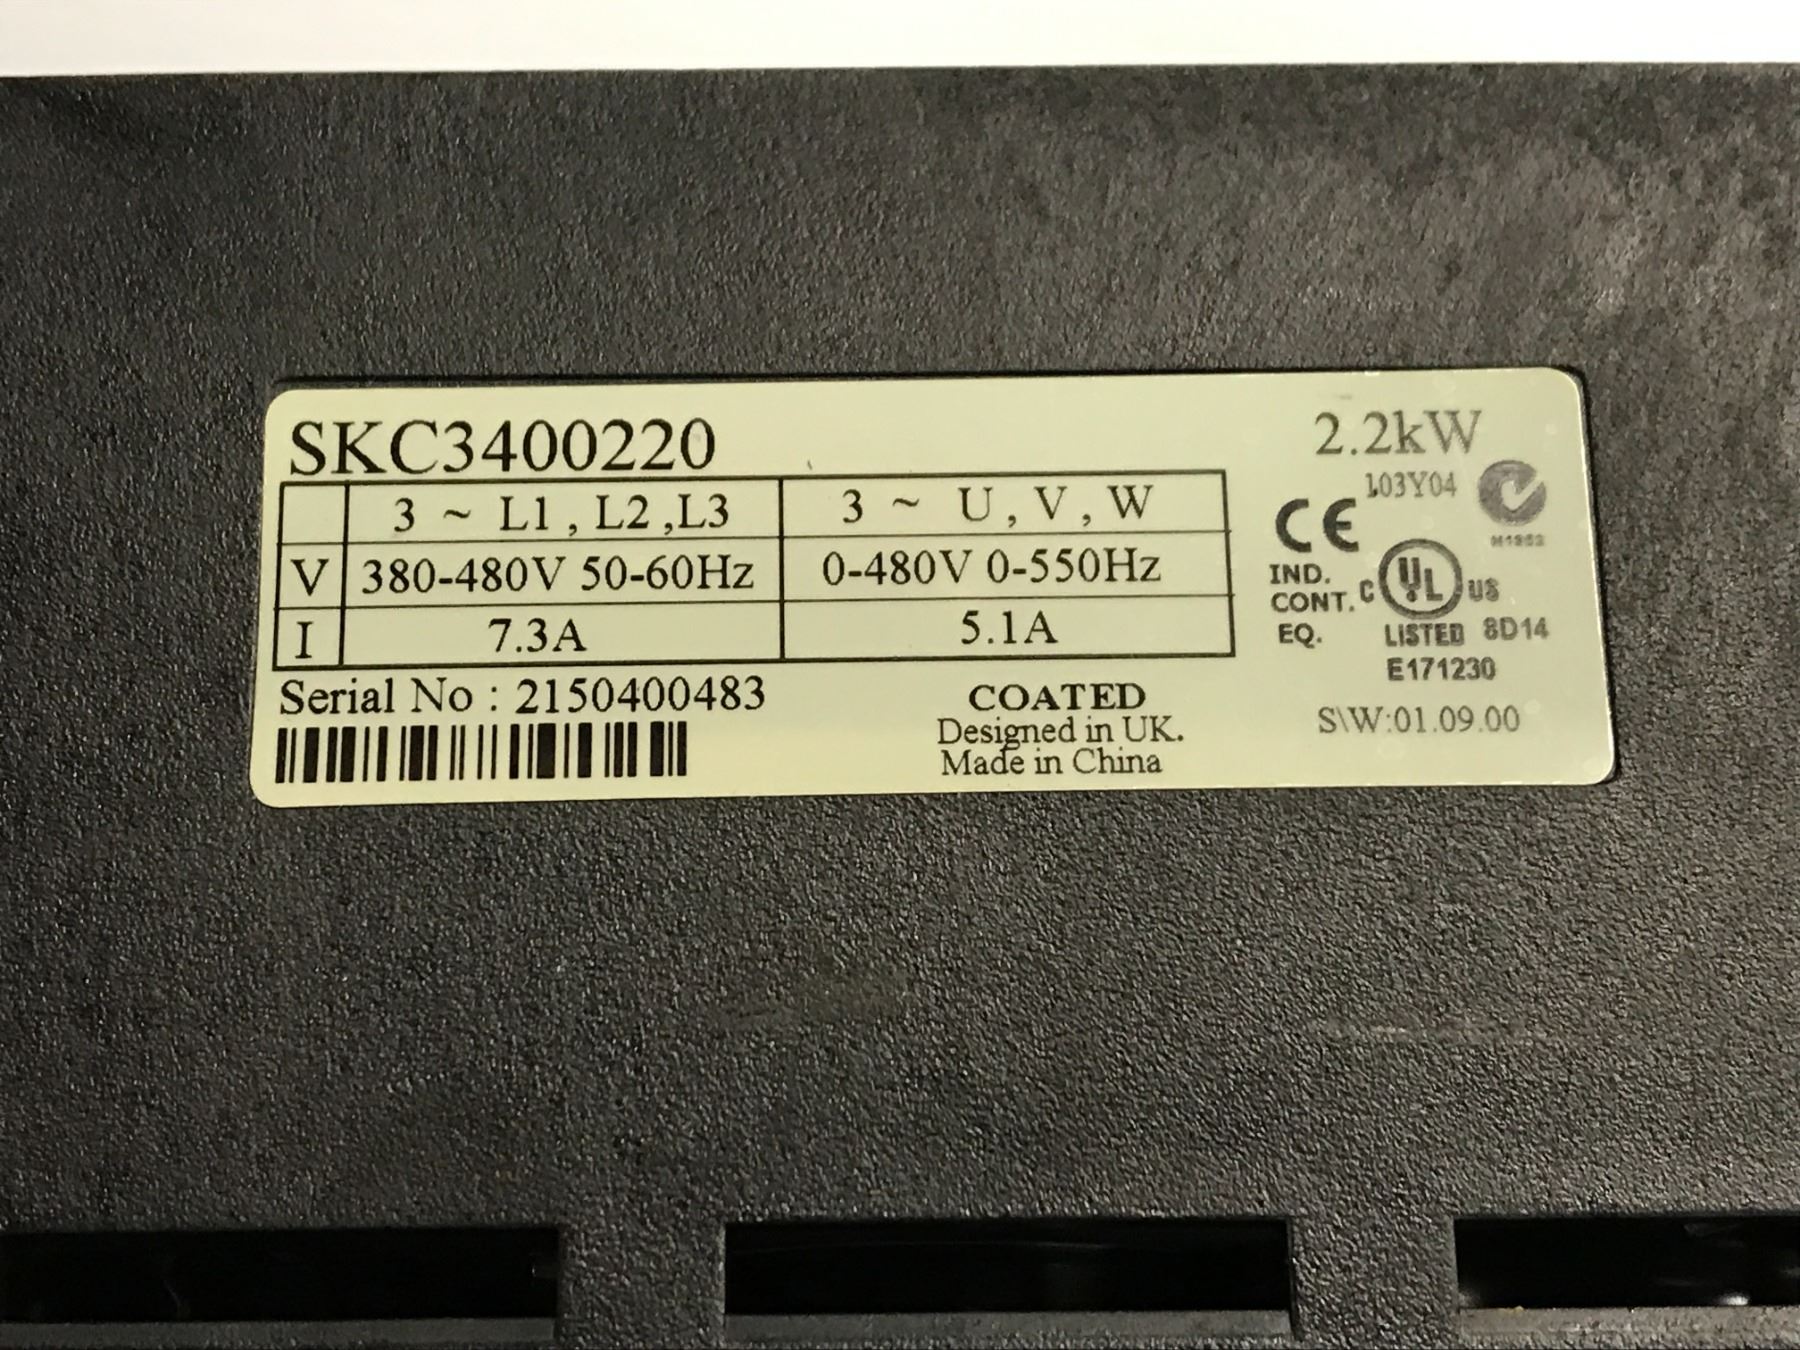 SKC3400220
2.2kW
3 ~ L1 , L2 ,L3
3 ~ U , V , W
V
380-480V 50-60Hz
0-480V 0-550Hz
I
7.3A
5.1A
Serial No : 2150400483
COATED
Designed in UK.
Made in China
CE
IND.
CONT.
EQ.
C UL US
LISTED 8D14
E171230
S\W:01.09.00